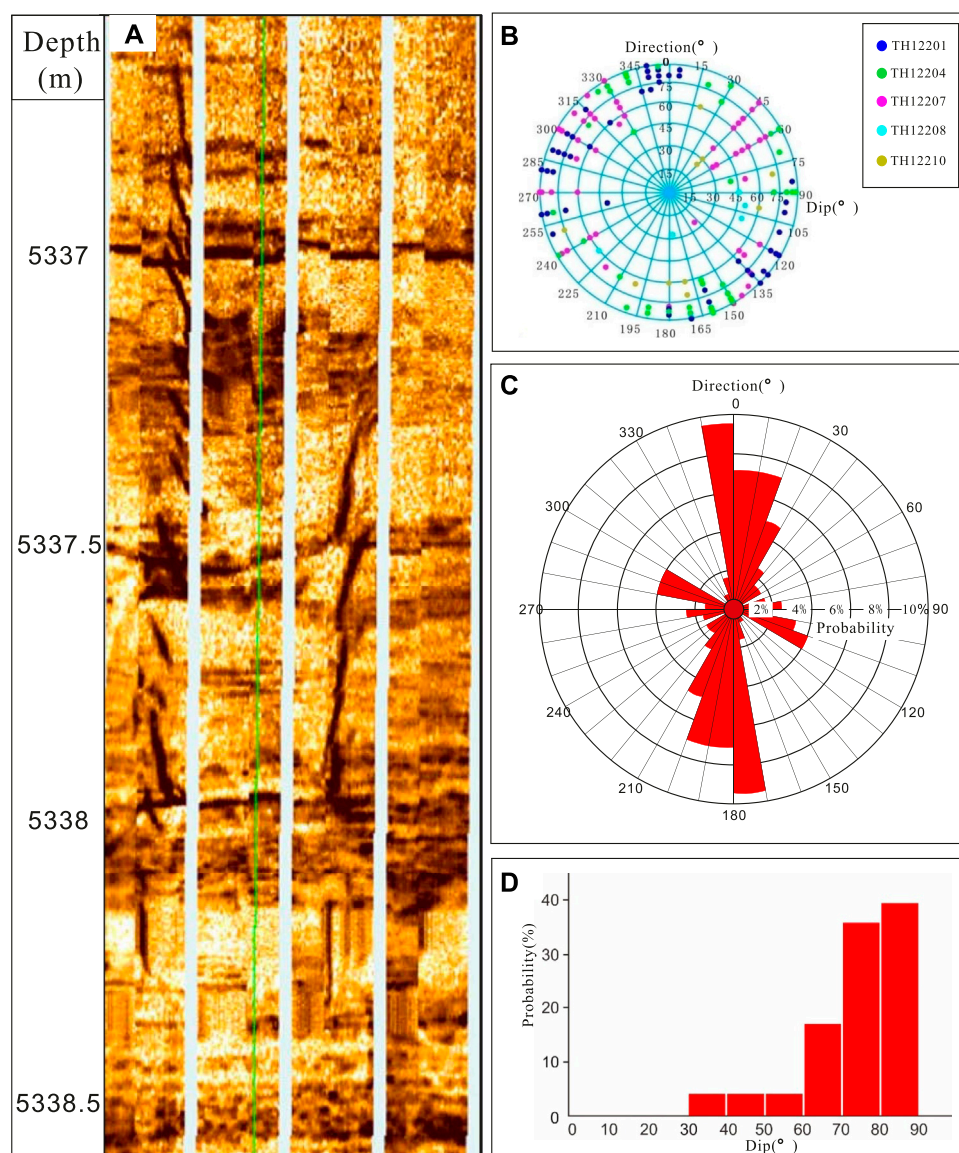 Depth
(m)
A
5337
5337.5
5338
5338.5
B
Direction(°)
0
15
30
45
60
75
90
105
120
135
150
165
180
195
210
225
240
255
270
285
300
315
330
345
75
60
45
30
15
15 30 45 60 75
Dip(°)
TH12201
TH12204
TH12207
TH12208
TH12210
C
Direction(°)
0
30
60
90
120
150
180
210
240
270
300
330
2% 4% 6% 8% 10%
Probability
D
Probability(%)
40
30
20
10
0
0 10 20 30 40 50 60 70 80 90
Dip(°)